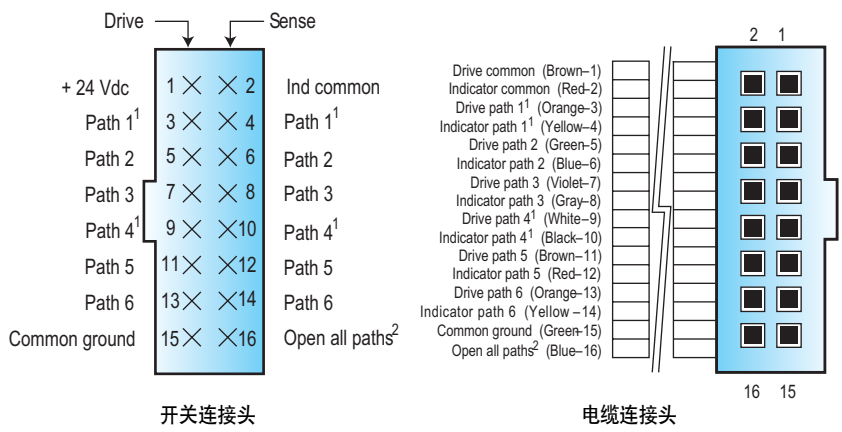 Drive Sense
+ 24 Vdc 1 2 Ind common
Path 1¹ 3 4 Path 1¹
Path 2 5 6 Path 2
Path 3 7 8 Path 3
Path 4¹ 9 10 Path 4¹
Path 5 11 12 Path 5
Path 6 13 14 Path 6
Common ground 15 16 Open all paths²
开关连接头
2 1
Drive common (Brown–1)
Indicator common (Red-2)
Drive path 1¹ (Orange–3)
Indicator path 1¹ (Yellow–4)
Drive path 2 (Green–5)
Indicator path 2 (Blue–6)
Drive path 3 (Violet–7)
Indicator path 3 (Gray–8)
Drive path 4¹ (White–9)
Indicator path 4¹ (Black–10)
Drive path 5 (Brown–11)
Indicator path 5 (Red–12)
Drive path 6 (Orange–13)
Indicator path 6 (Yellow –14)
Common ground (Green–15)
Open all paths² (Blue–16)
16 15
电缆连接头